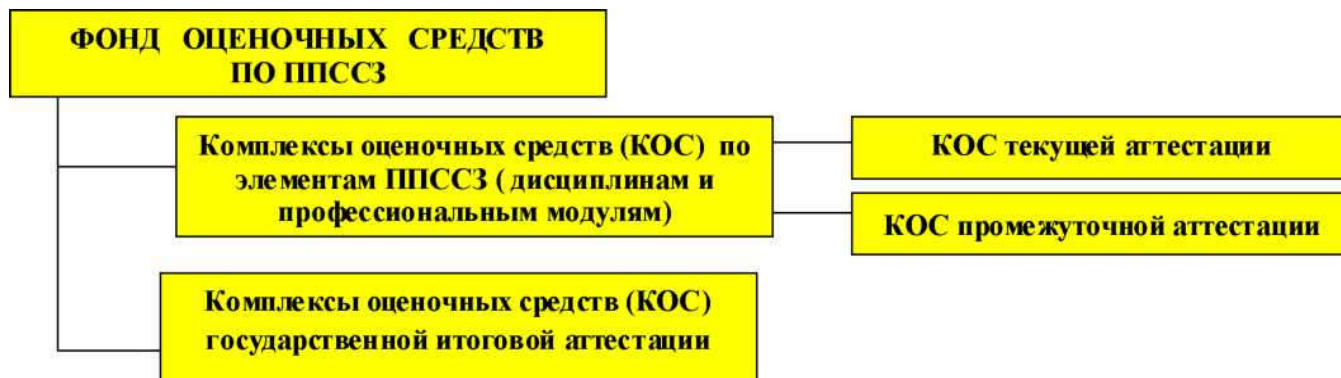 ФОНД ОЦЕНОЧНЫХ СРЕДСТВ
ПО ППССЗ
Комплексы оценочных средств (КОС) по
элементам ППССЗ ( дисциплинам и
профессиональным модулям)
КОС текущей аттестации
КОС промежуточной аттестации
Комплексы оценочных средств (КОС)
государственной итоговой аттестации